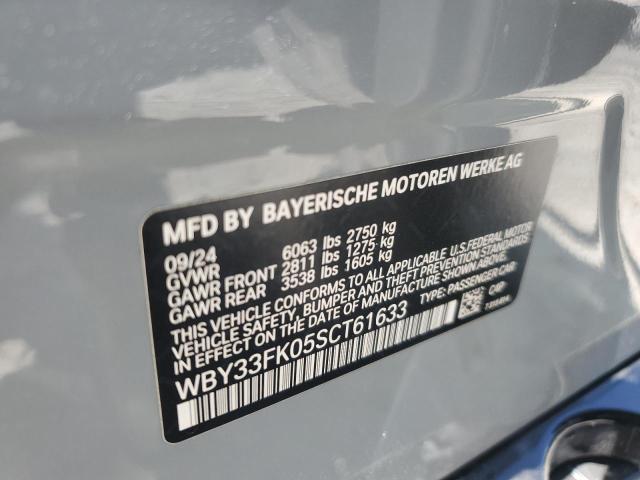 MFD BY BAYERISCHE MOTOREN WERKE AG
09/24
GVWR 6063 lbs 2750 kg
GAWR FRONT 2811 lbs 1275 kg
GAWR REAR 3538 lbs 1605 kg
THIS VEHICLE CONFORMS TO ALL APPLICABLE U.S.FEDERAL MOTOR
VEHICLE SAFETY, BUMPER AND THEFT PREVENTION STANDARDS
IN EFFECT ON THE DATE OF MANUFACTURE SHOWN ABOVE.
WBY33FK05SCT61633 TYPE: PASSENGER CAR
C4P